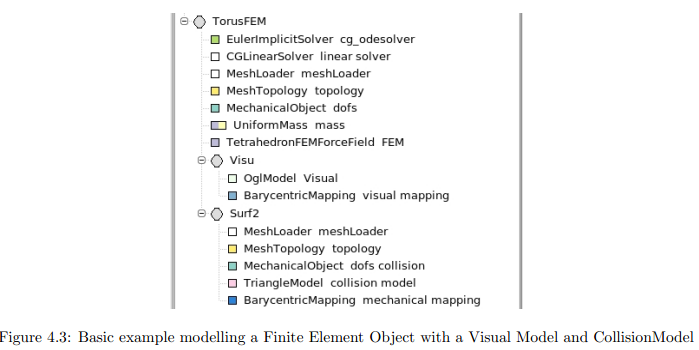 TorusFEM
EulerImplicitSolver cg_odesolver
CGLinearSolver linear solver
MeshLoader meshLoader
MeshTopology topology
MechanicalObject dofs
UniformMass mass
TetrahedronFEMForceField FEM
Visu
OglModel Visual
BarycentricMapping visual mapping
Surf2
MeshLoader meshLoader
MeshTopology topology
MechanicalObject dofs collision
TriangleModel collision model
BarycentricMapping mechanical mapping
Figure 4.3: Basic example modelling a Finite Element Object with a Visual Model and CollisionModel